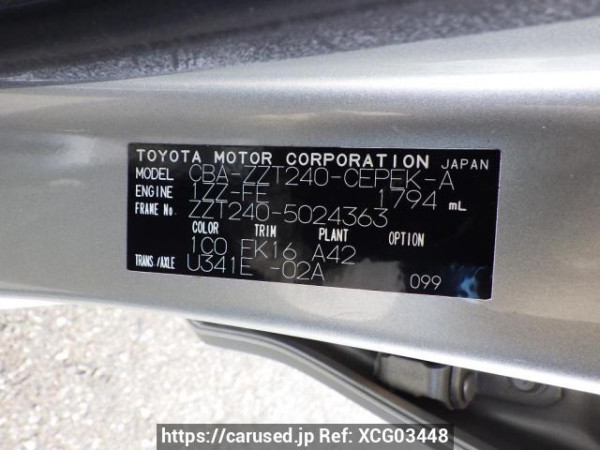 TOYOTA MOTOR CORPORATION JAPAN
MODEL CBA-ZZT240-CEPEK-A
ENGINE 1ZZ-FE 1794 mL
FRAME No. ZZT240-5024363
COLOR TRIM PLANT OPTION
1C0 FK16 A42
TRANS./AXLE U341E -02A
099
https://carused.jp Ref: XCG03448